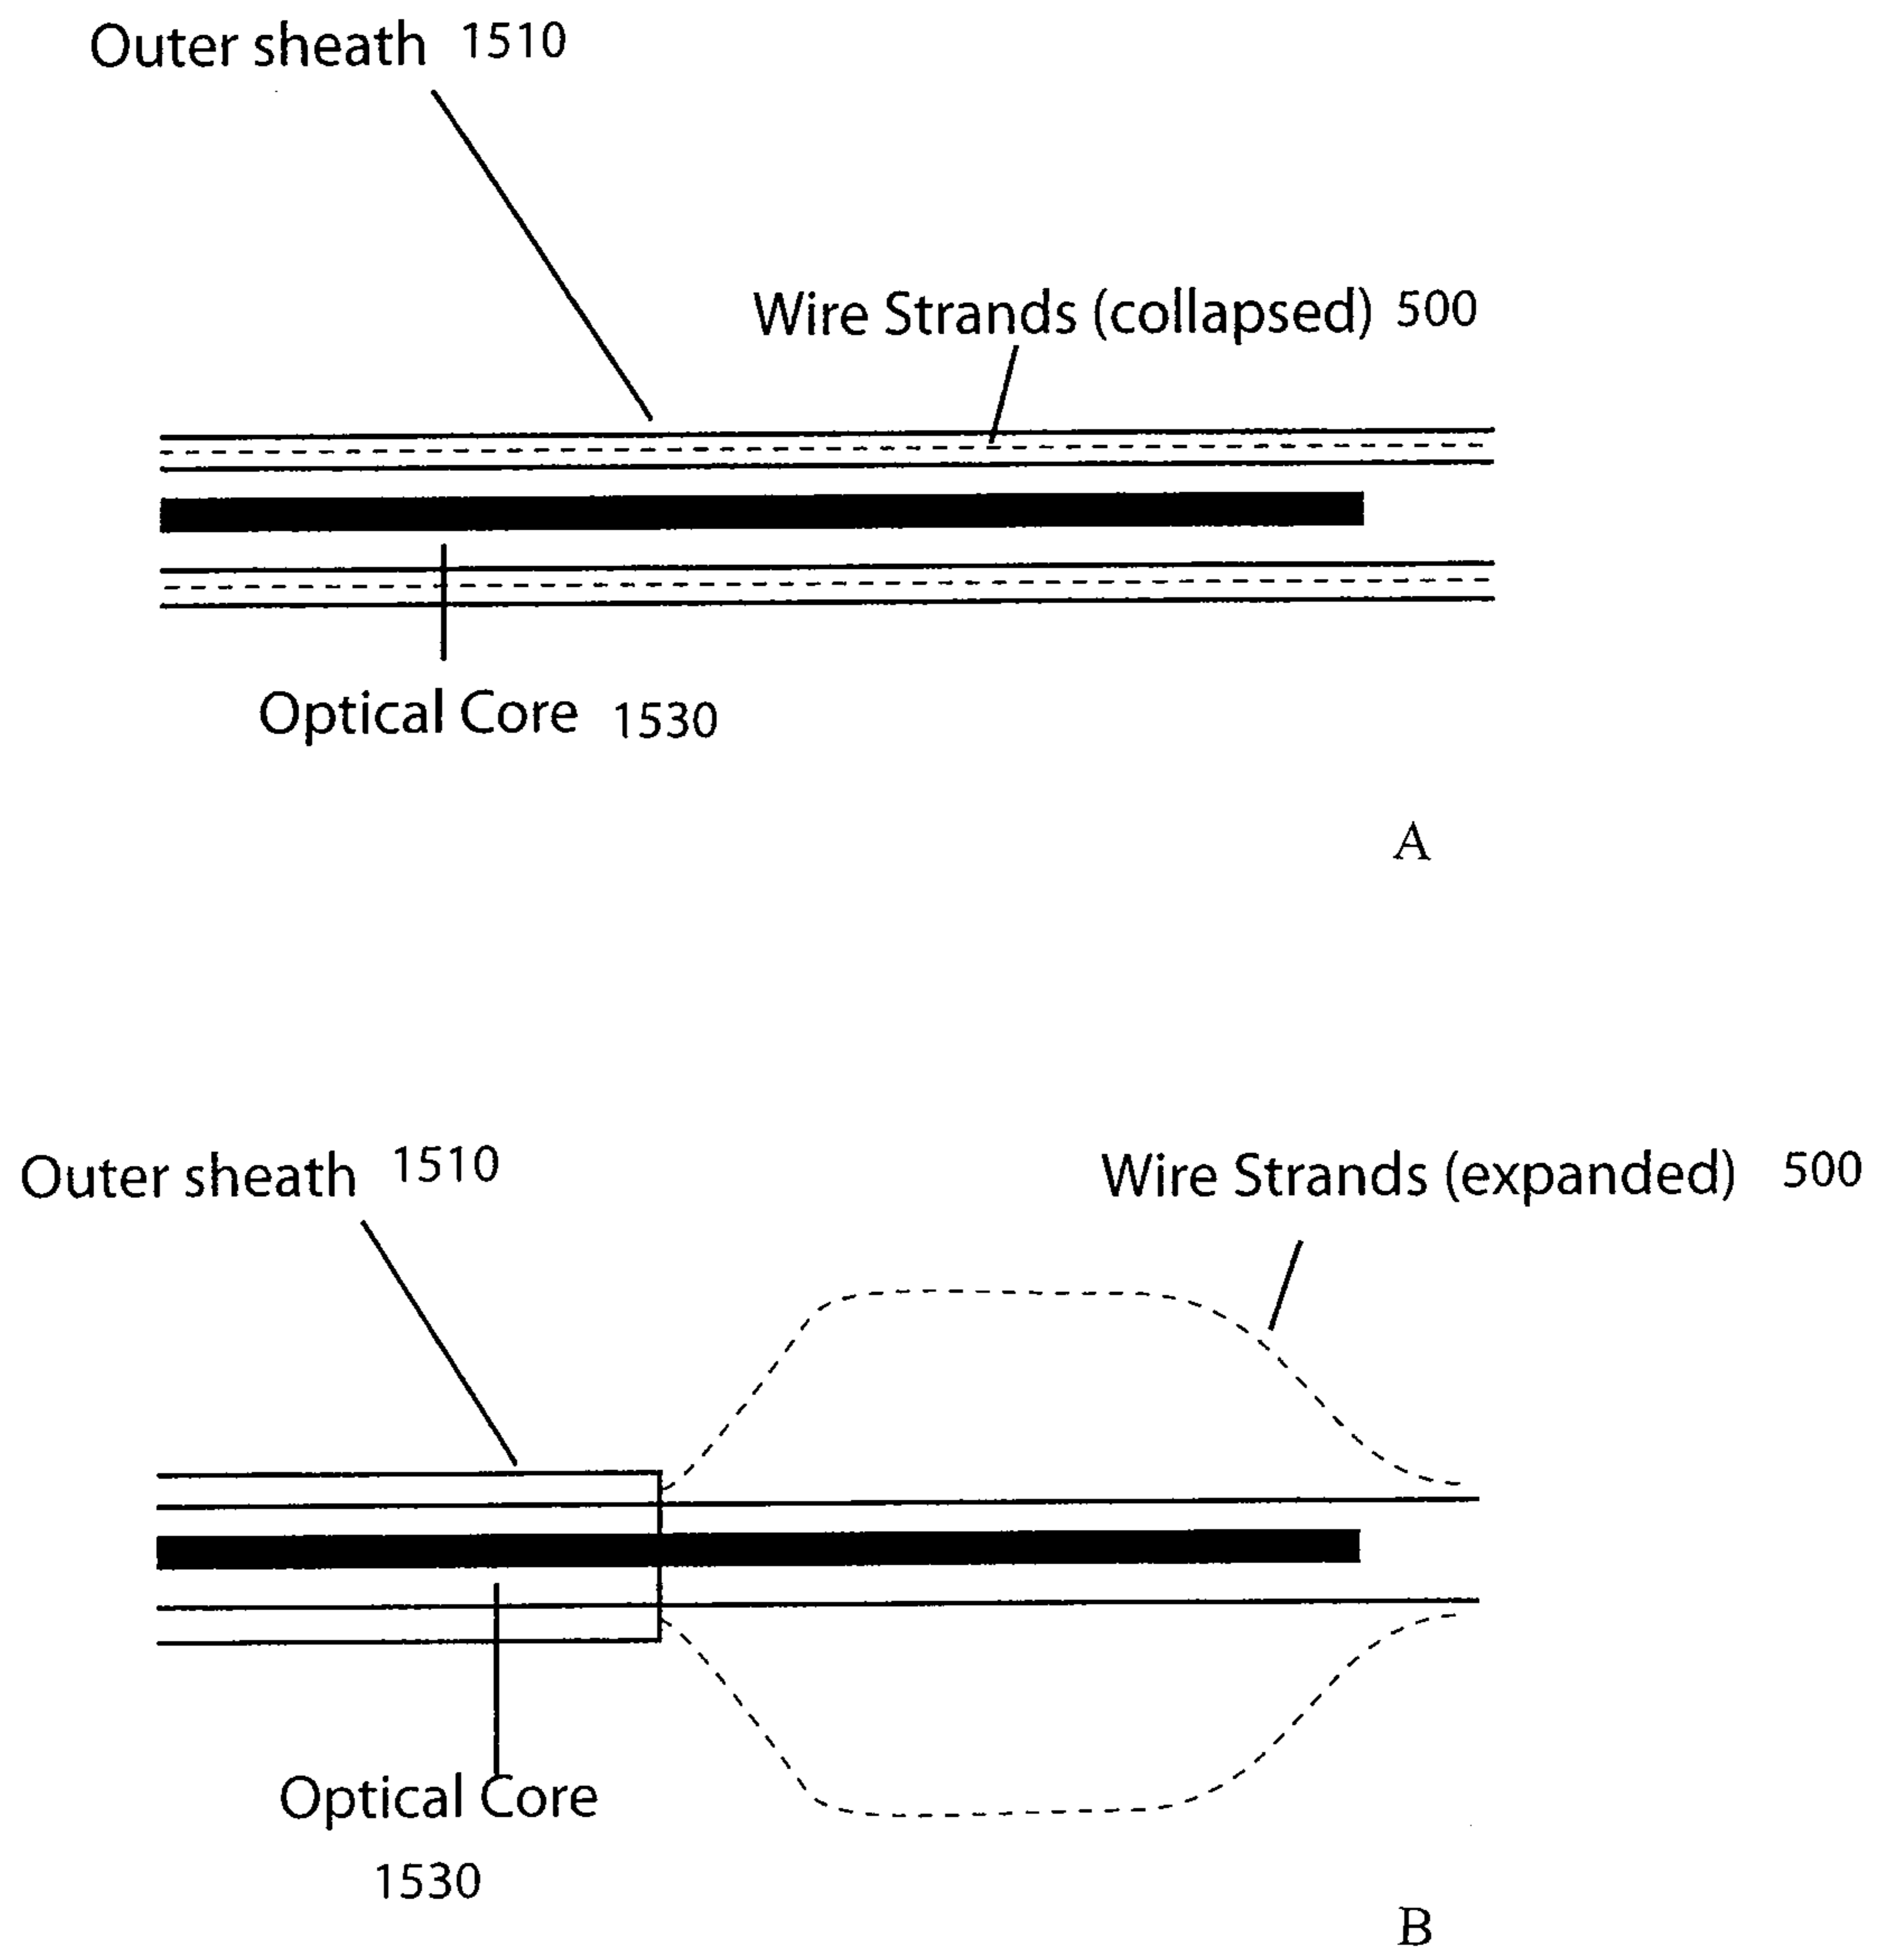 Outer sheath 1510
Wire Strands (collapsed) 500
Optical Core 1530
A
Outer sheath 1510
Wire Strands (expanded) 500
Optical Core
1530
B